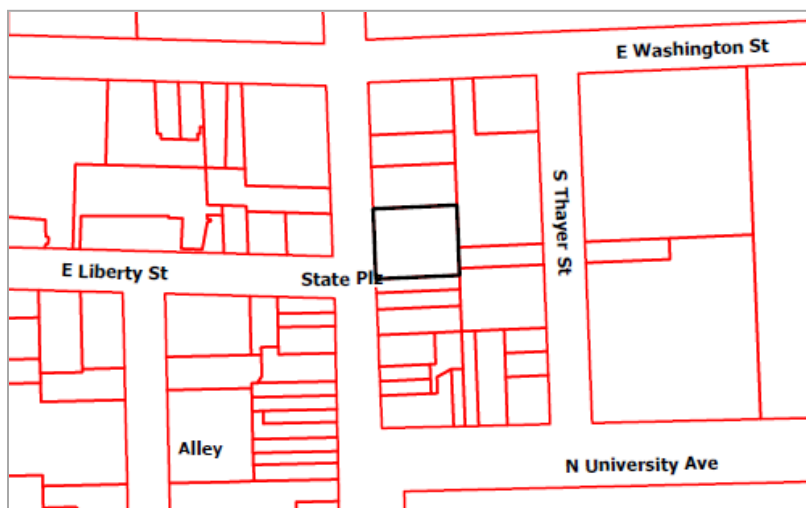 E Washington St
S Thayer St
E Liberty St
State Plz
Alley
N University Ave